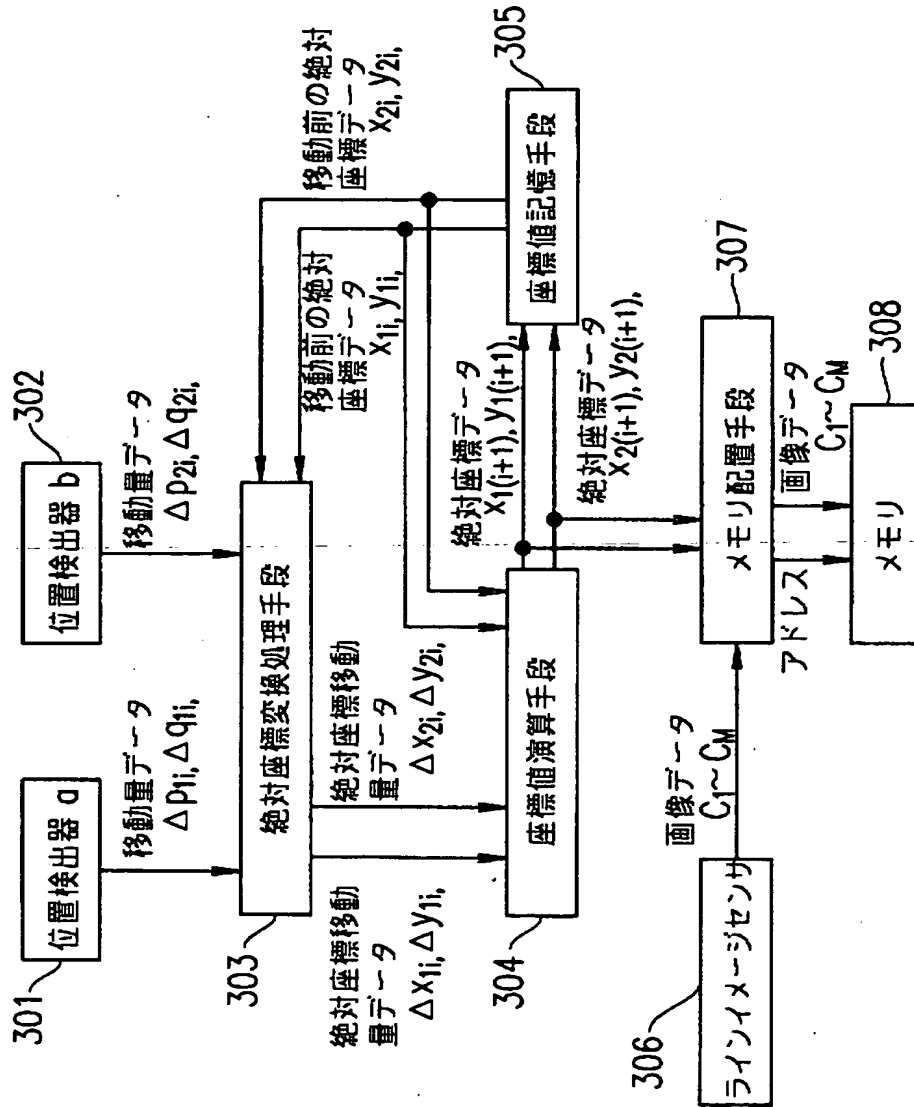 301
位置検出器 a
302
位置検出器 b
移動量データ
Δp1i, Δq1i,
移動量データ
Δp2i, Δq2i,
303
絶対座標変換処理手段
移動前の絶対
座標データ
x1i, y1i,
移動前の絶対
座標データ
x2i, y2i,
絶対座標移動
量データ
Δx1i, Δy1i,
絶対座標移動
量データ
Δx2i, Δy2i,
304
座標値演算手段
絶対座標データ
x1(i+1), y1(i+1),
絶対座標データ
x2(i+1), y2(i+1),
305
座標値記憶手段
306
ラインイメージセンサ
画像データ
C1~CM
307
メモリ配置手段
アドレス
画像データ
C1~CM
308
メモリ